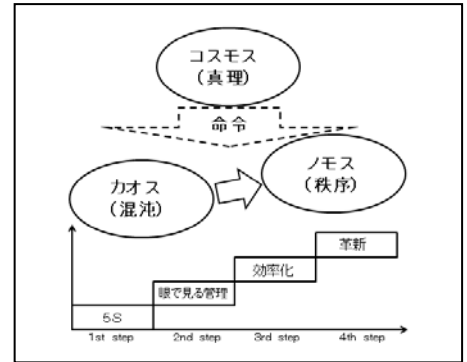 コスモス
(真理)
命令
カオス
(混沌)
ノモス
(秩序)
革新
効率化
眼で見る管理
5S
1st step
2nd step
3rd step
4th step